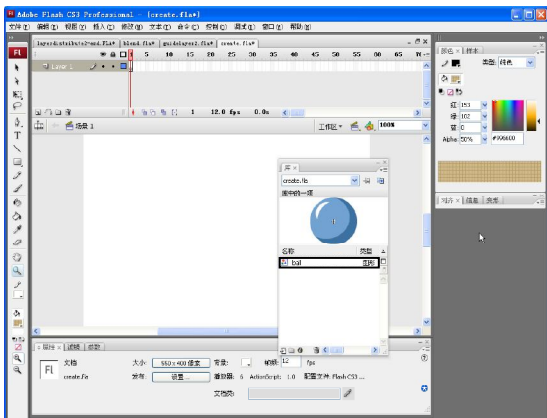 Adobe Flash CS3 Professional - [create.fla*]
文件(F) 编辑(E) 视图(V) 插入(I) 修改(M) 文本(T) 命令(C) 控制(O) 调试(D) 窗口(W) 帮助(H)
layersdistribute2end.FLA* blend.fla* guidelayer2.fla* create.fla*
5 10 15 20 25 30 35 40 45 50 55 60 65
Layer 1
1 12.0 fps 0.0s
场景 1 工作区 100%
颜色 × 样本
类型: 纯色
红: 153
绿: 102
蓝: 0
Alpha: 50% #996600
对齐 × 信息 变形
库 ×
create.fla
库中的一项
名称 类型
ball 图形
属性 × 滤镜 参数
文档 大小: 550 × 400 像素 背景: 帧频: 12 fps
create.fla 发布: 设置... 播放器: 6 ActionScript: 1.0 配置文件: Flash CS3 ...
文档类:
Fl